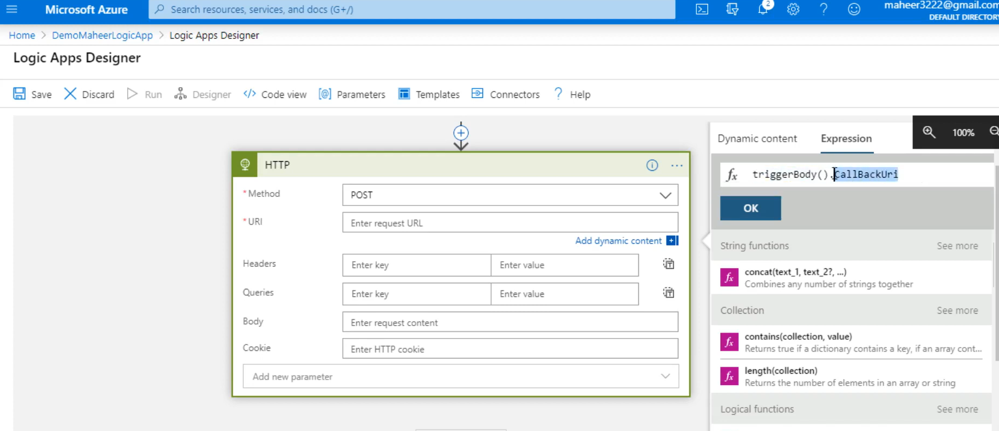 Microsoft Azure
Search resources, services, and docs (G+/)
2
maheer3222@gmail.com
DEFAULT DIRECTORY
Home > DemoMaheerLogicApp > Logic Apps Designer
Logic Apps Designer
Save Discard Run Designer </> Code view [@] Parameters Templates Connectors ? Help
HTTP
* Method
POST
* URI
Enter request URL
Add dynamic content
Headers
Enter key
Enter value
Queries
Enter key
Enter value
Body
Enter request content
Cookie
Enter HTTP cookie
Add new parameter
100%
Dynamic content Expression
fx triggerBody().CallBackUri
OK
String functions See more
fx concat(text_1, text_2?, ...)
Combines any number of strings together
Collection See more
fx contains(collection, value)
Returns true if a dictionary contains a key, if an array cont...
fx length(collection)
Returns the number of elements in an array or string
Logical functions See more